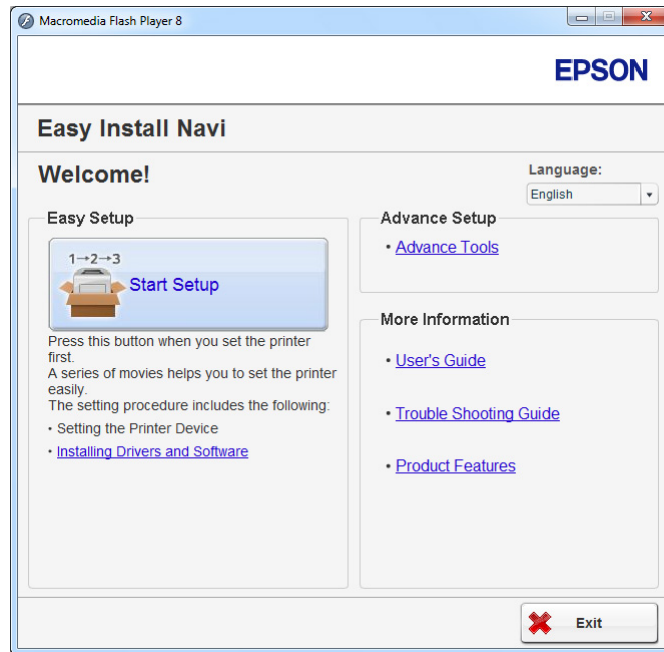 Macromedia Flash Player 8
EPSON
Easy Install Navi
Welcome!
Language:
English
Easy Setup
1→2→3
Start Setup
Press this button when you set the printer
first.
A series of movies helps you to set the printer
easily.
The setting procedure includes the following:
• Setting the Printer Device
• Installing Drivers and Software
Advance Setup
• Advance Tools
More Information
• User's Guide
• Trouble Shooting Guide
• Product Features
Exit